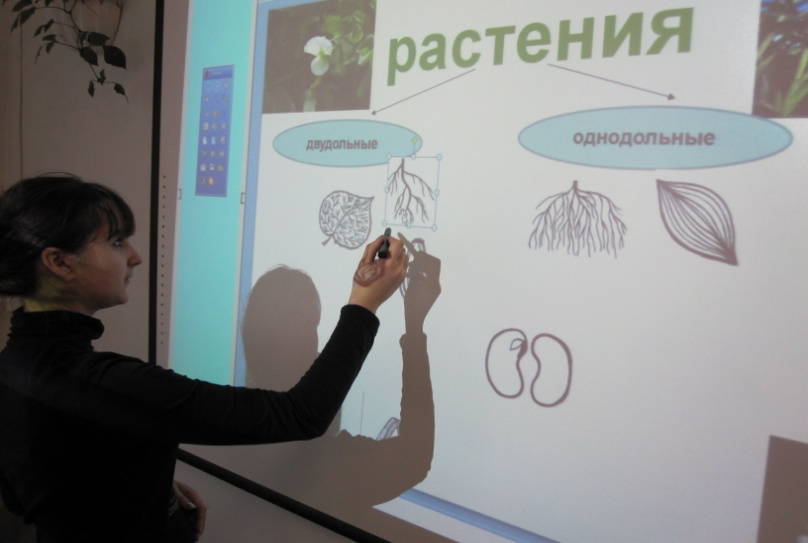 растения
двудольные
однодольные